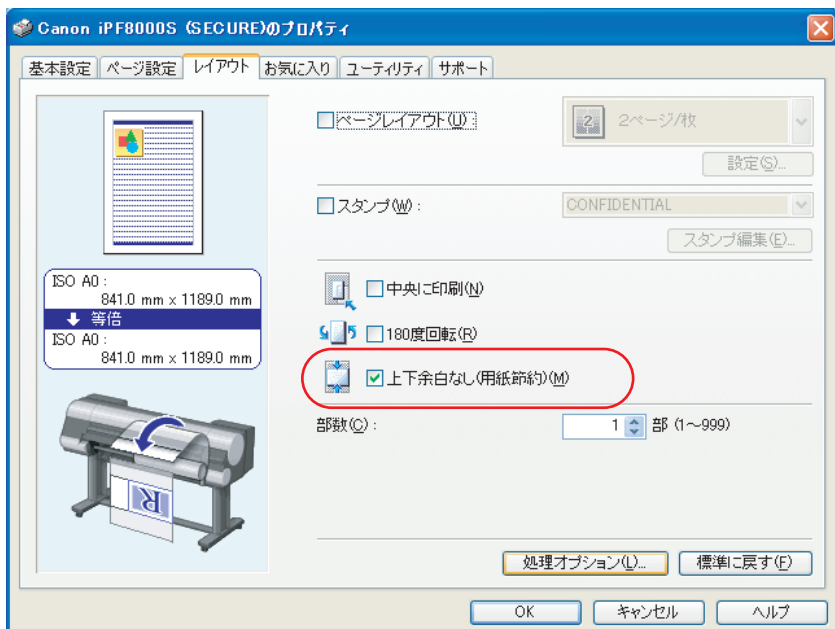 Canon iPF8000S (SECURE)のプロパティ
基本設定 ページ設定 レイアウト お気に入り ユーティリティ サポート
ページレイアウト(U) :
2 2ページ/枚
設定(S)...
スタンプ(W) :
CONFIDENTIAL
スタンプ編集(E)...
ISO A0 :
841.0 mm x 1189.0 mm
等倍
ISO A0 :
841.0 mm x 1189.0 mm
中央に印刷(N)
180度回転(R)
上下余白なし(用紙節約)(M)
部数(C) :
1 部 (1～999)
R
処理オプション(L)... 標準に戻す(F)
OK キャンセル ヘルプ